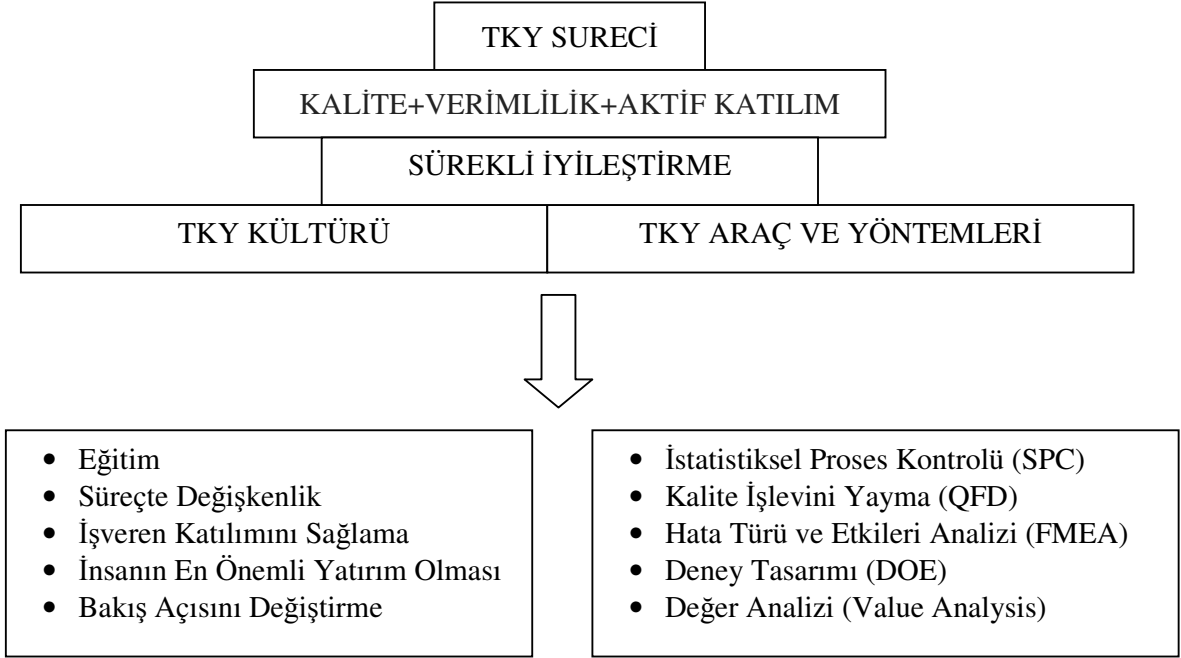 TKY SURECİ
KALİTE+VERİMLİLİK+AKTİF KATILIM
SÜREKLİ İYİLEŞTİRME
TKY KÜLTÜRÜ
TKY ARAÇ VE YÖNTEMLERİ
• Eğitim
• Süreçte Değişkenlik
• İşveren Katılımını Sağlama
• İnsanın En Önemli Yatırım Olması
• Bakış Açısını Değiştirme
• İstatistiksel Proses Kontrolü (SPC)
• Kalite İşlevini Yayma (QFD)
• Hata Türü ve Etkileri Analizi (FMEA)
• Deney Tasarımı (DOE)
• Değer Analizi (Value Analysis)